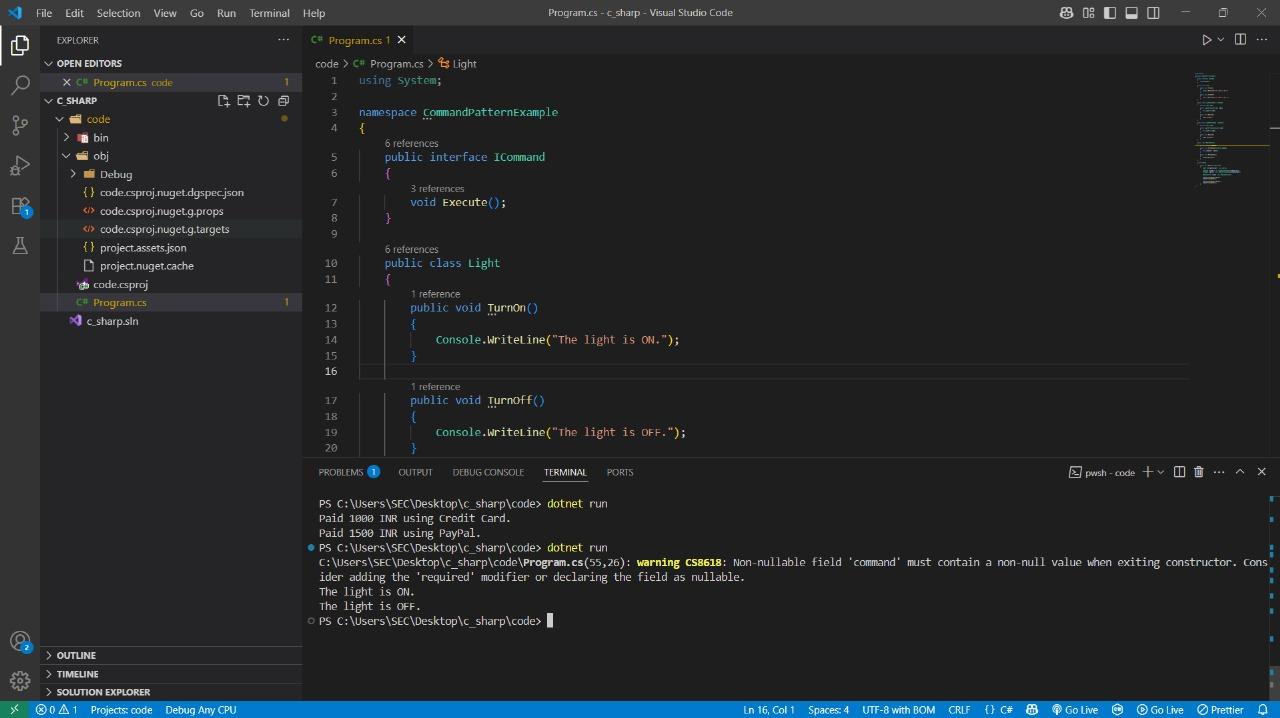 File Edit Selection View Go Run Terminal Help
Program.cs - c_sharp - Visual Studio Code
EXPLORER
OPEN EDITORS
Program.cs code 1
C_SHARP
code
bin
obj
Debug
code.csproj.nuget.dgspec.json
code.csproj.nuget.g.props
code.csproj.nuget.g.targets
project.assets.json
project.nuget.cache
code.csproj
Program.cs 1
c_sharp.sln
OUTLINE
TIMELINE
SOLUTION EXPLORER
1
2
Program.cs 1
code > Program.cs > Light
1 using System;
2
3 namespace CommandPatternExample
4 {
6 references
5 public interface ICommand
6 {
3 references
7 void Execute();
8 }
9
6 references
10 public class Light
11 {
1 reference
12 public void TurnOn()
13 {
14 Console.WriteLine("The light is ON.");
15 }
16
1 reference
17 public void TurnOff()
18 {
19 Console.WriteLine("The light is OFF.");
20 }
PROBLEMS 1 OUTPUT DEBUG CONSOLE TERMINAL PORTS
pwsh - code
PS C:\Users\SEC\Desktop\c_sharp\code> dotnet run
Paid 1000 INR using Credit Card.
Paid 1500 INR using PayPal.
PS C:\Users\SEC\Desktop\c_sharp\code> dotnet run
C:\Users\SEC\Desktop\c_sharp\code\Program.cs(55,26): warning CS8618: Non-nullable field 'command' must contain a non-null value when exiting constructor. Cons
ider adding the 'required' modifier or declaring the field as nullable.
The light is ON.
The light is OFF.
PS C:\Users\SEC\Desktop\c_sharp\code>
0 1 Projects: code Debug Any CPU
Ln 16, Col 1 Spaces: 4 UTF-8 with BOM CRLF {} C# Go Live Go Live Prettier